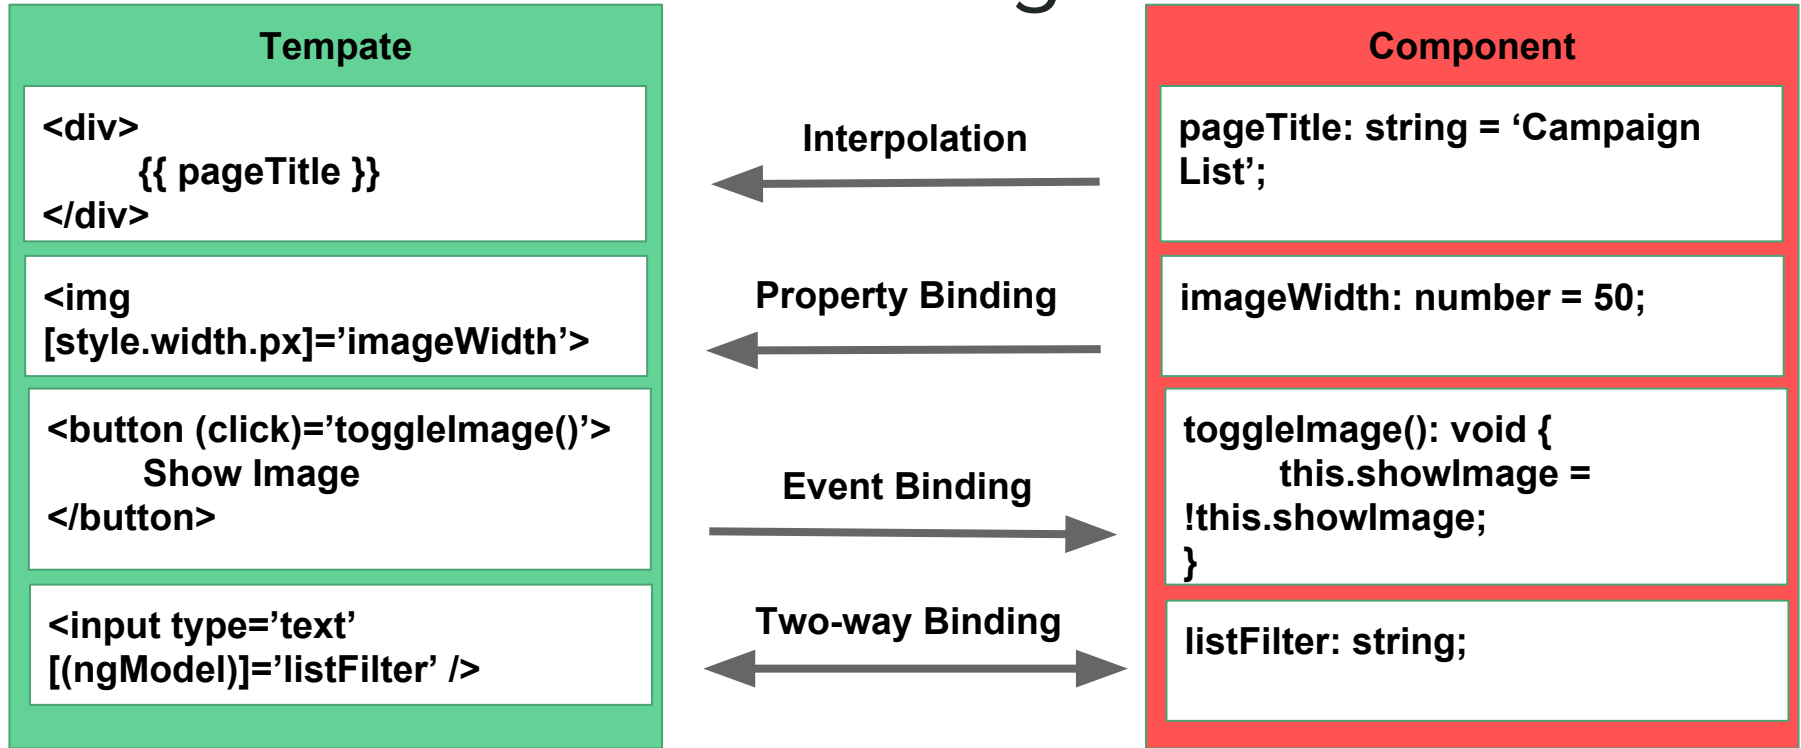 Tempate
<div>
{{ pageTitle }}
</div>
<img
[style.width.px]=’imageWidth’>
<button (click)=’toggleImage()’>
Show Image
</button>
<input type=’text’
[(ngModel)]=’listFilter’ />
Interpolation
Property Binding
Event Binding
Two-way Binding
Component
pageTitle: string = ‘Campaign
List’;
imageWidth: number = 50;
toggleImage(): void {
this.showImage =
!this.showImage;
}
listFilter: string;